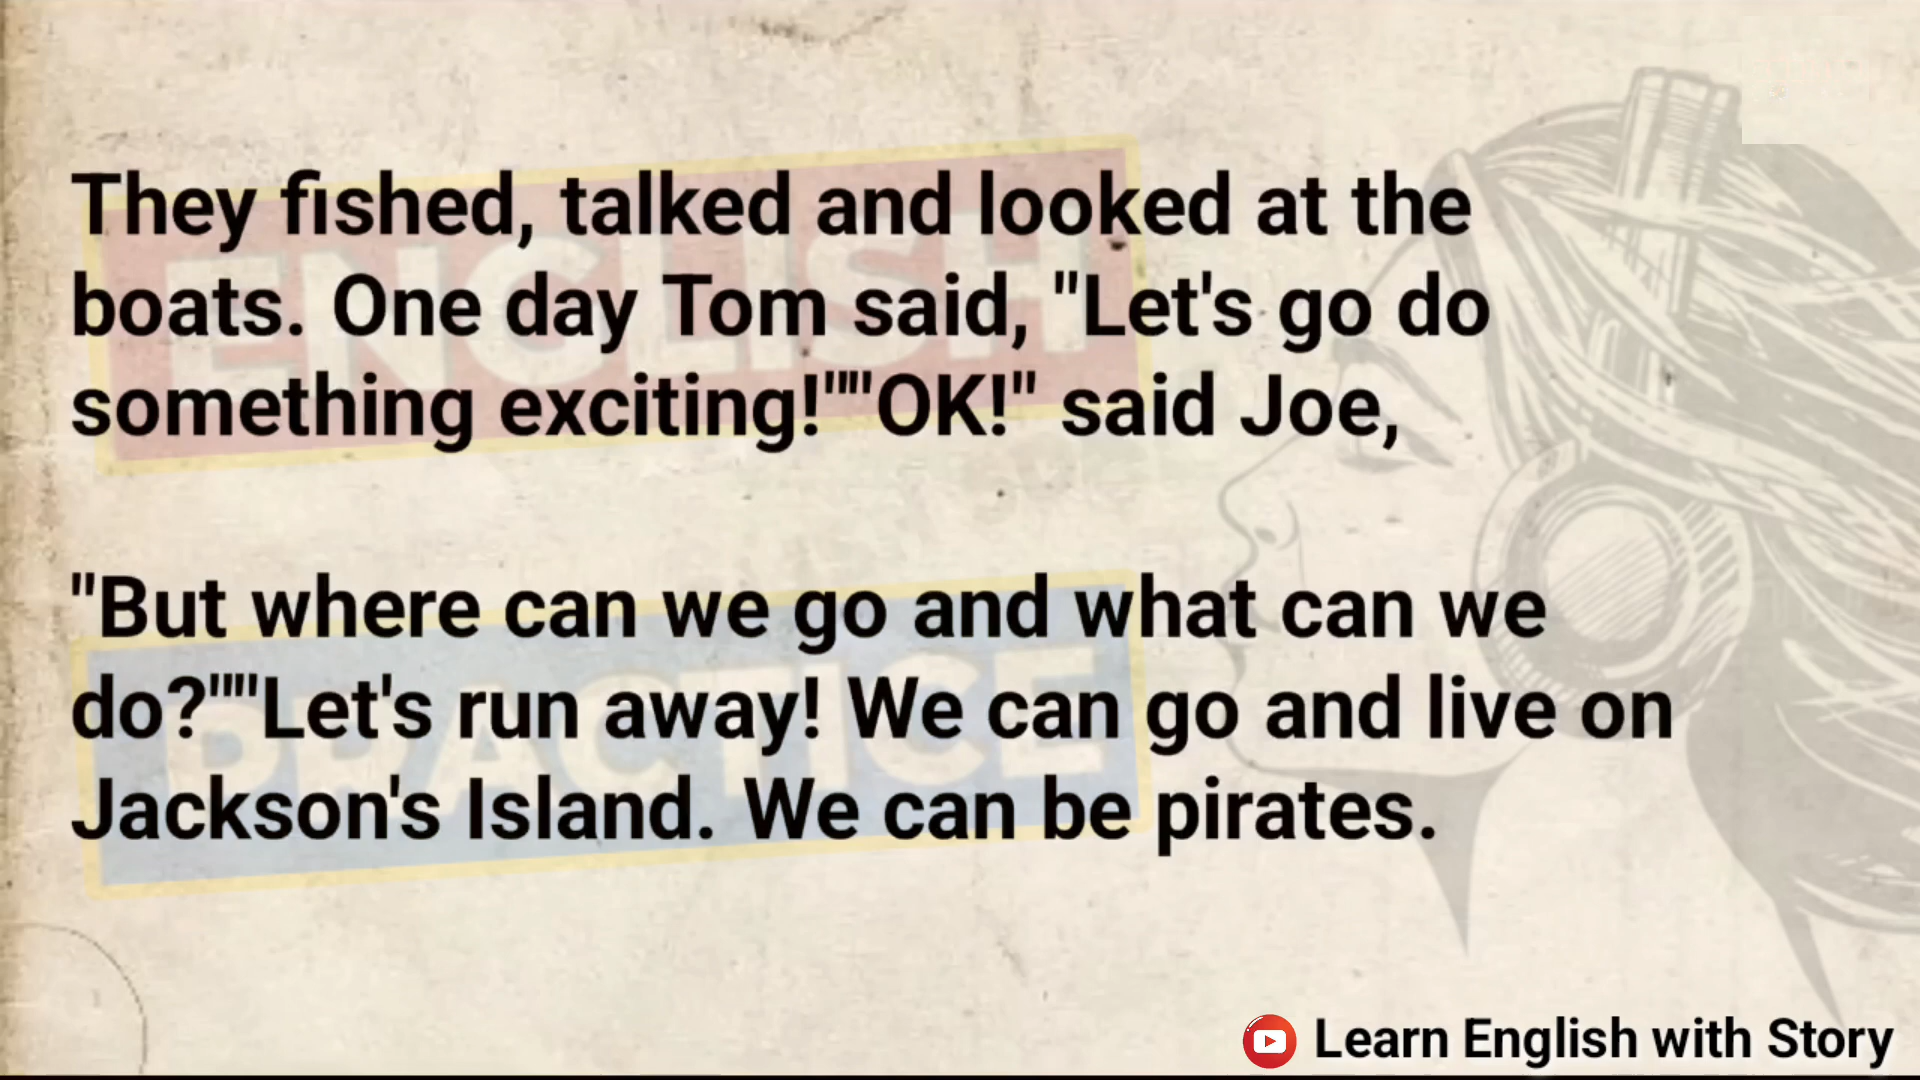 They fished, talked and looked at the
boats. One day Tom said, "Let's go do
something exciting!""OK!" said Joe,
"But where can we go and what can we
do?""Let's run away! We can go and live on
Jackson's Island. We can be pirates.
ENGLISH
PRACTICE
Learn English with Story